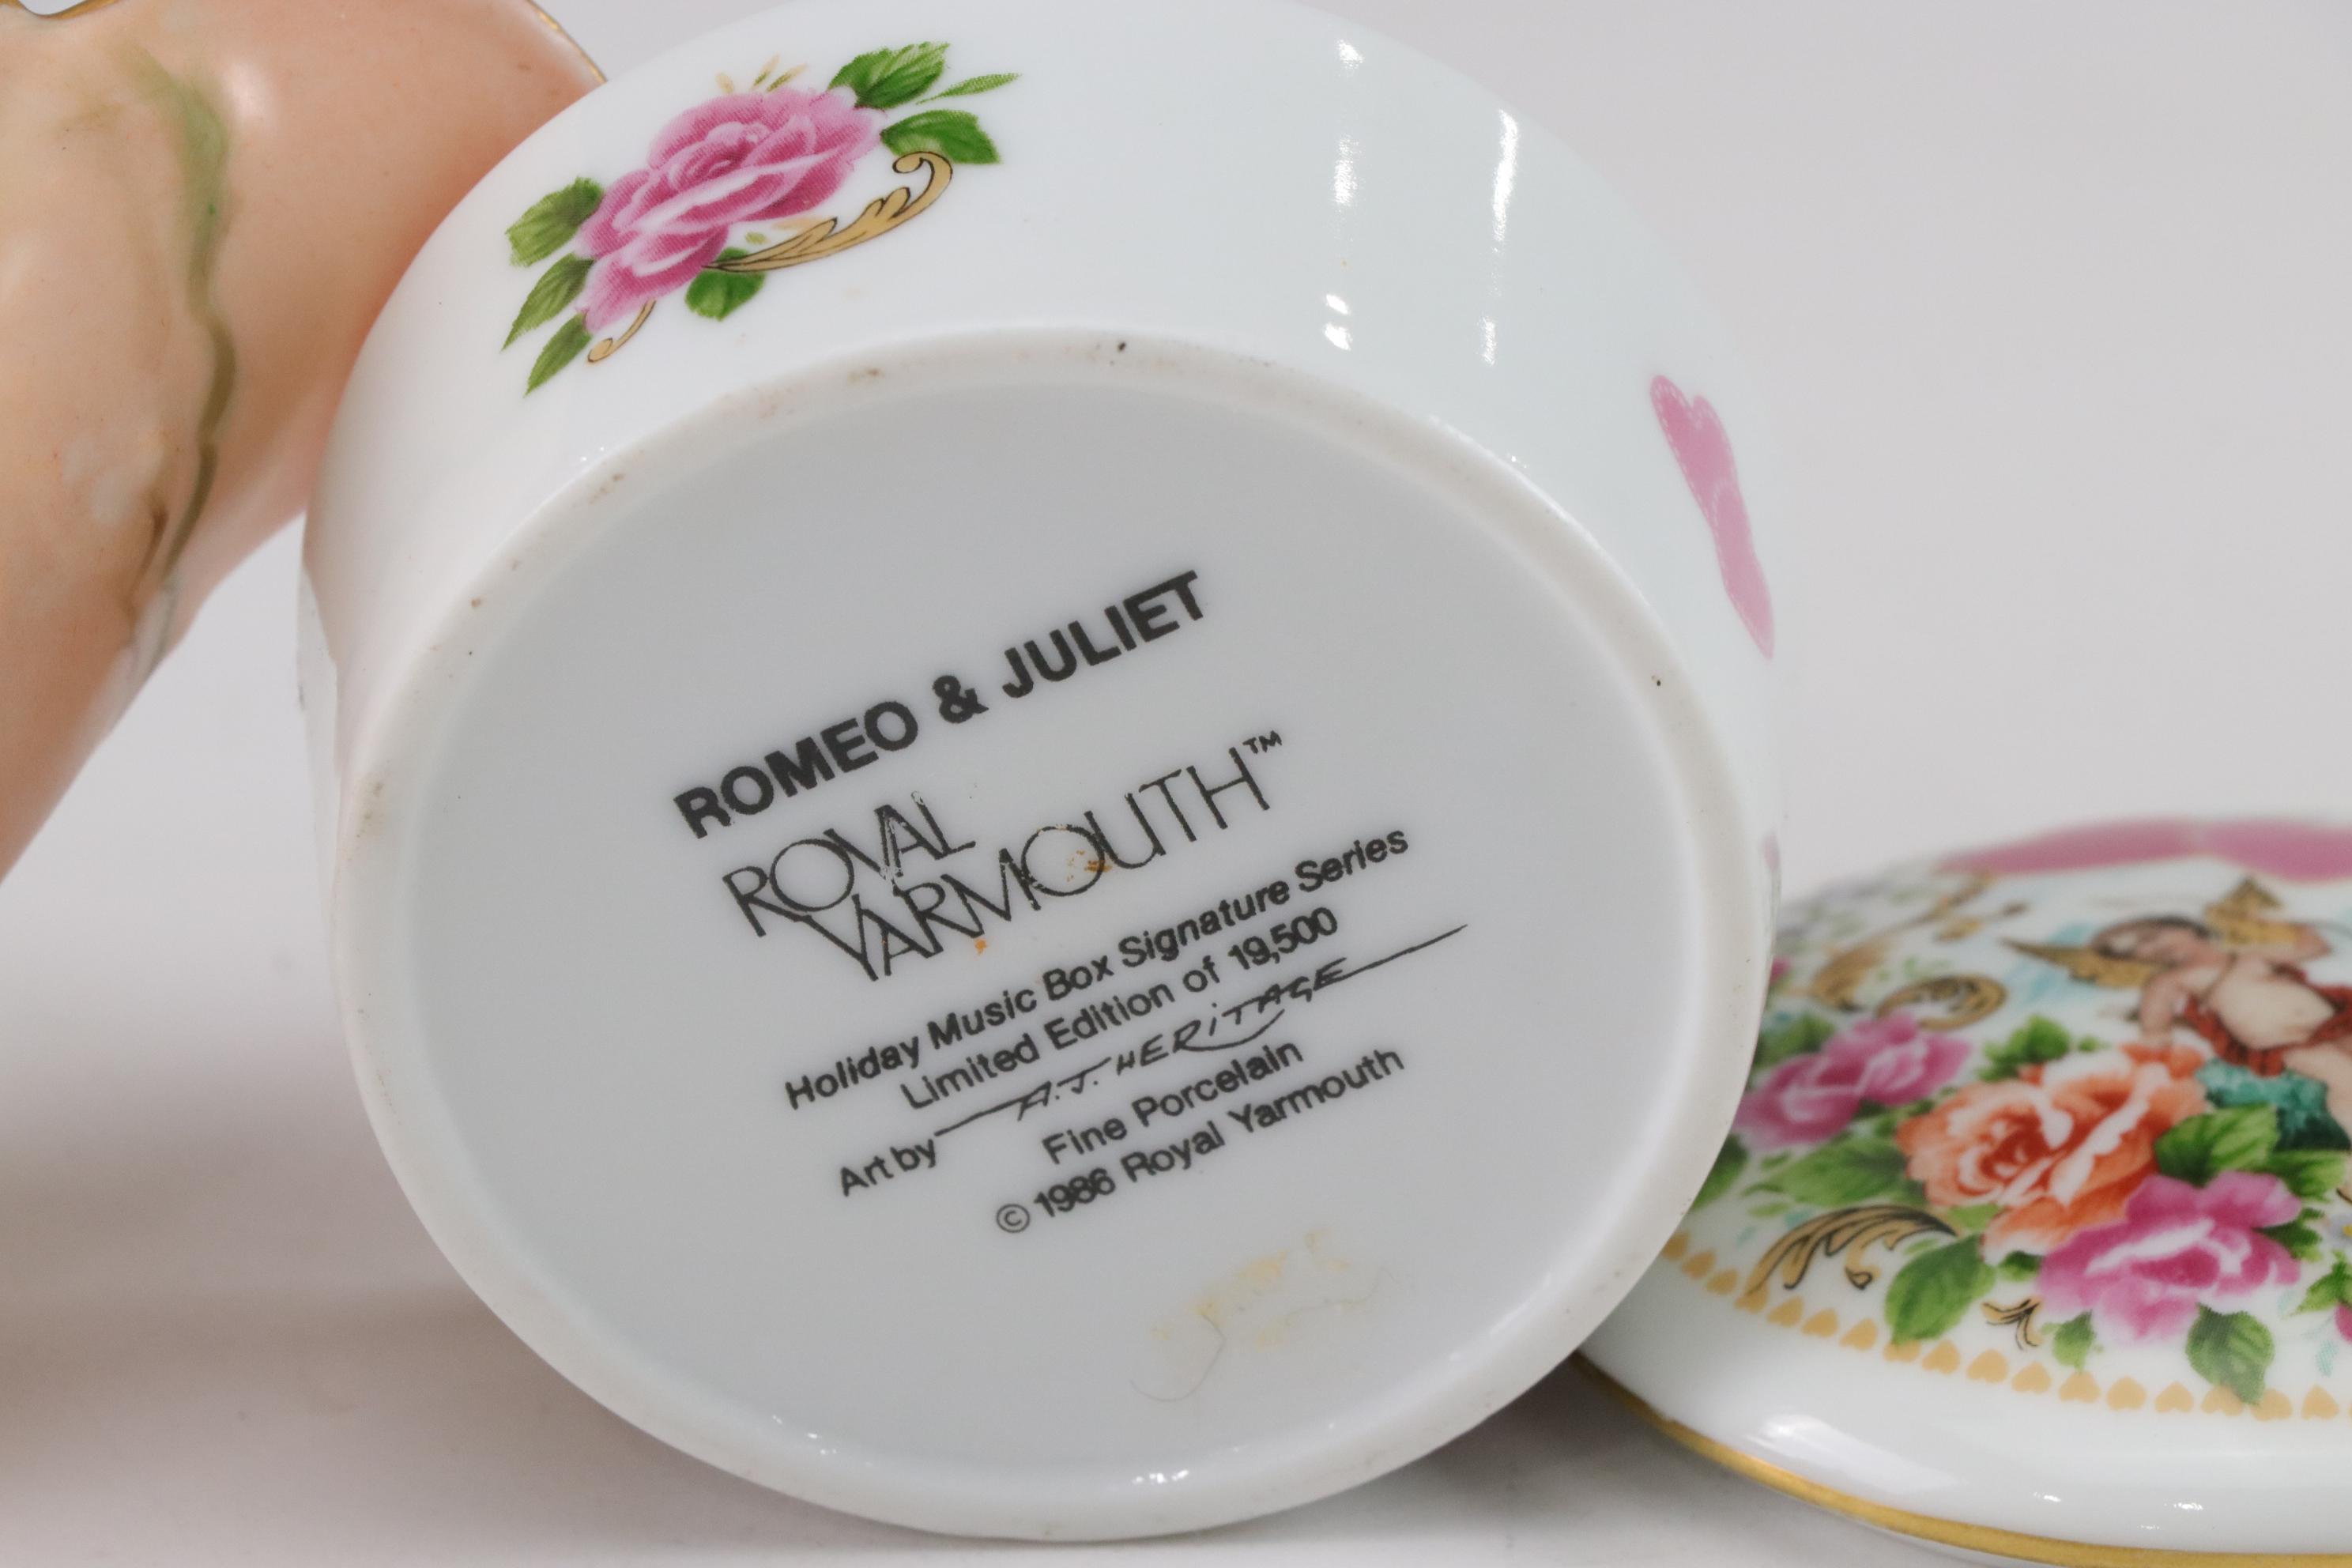 ROMEO & JULIET
ROYAL
YARMOUTH™
Holiday Music Box Signature Series
Limited Edition of 19,500
Art by A.J. HERiTAGE
Fine Porcelain
© 1986 Royal Yarmouth